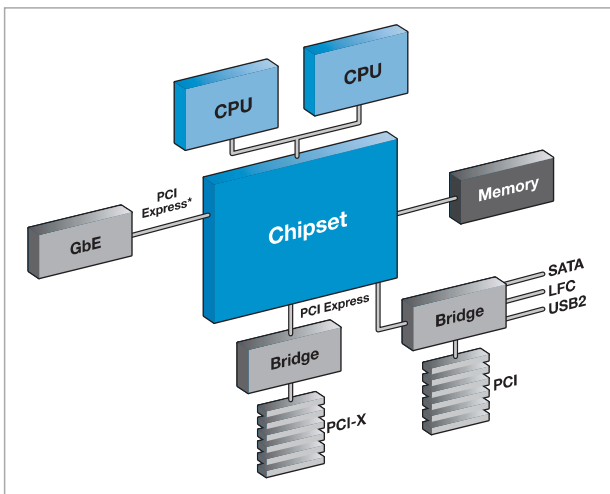 CPU
CPU
PCI
Express*
Memory
Chipset
GbE
SATA
LFC
USB2
PCI Express
Bridge
Bridge
PCI
PCI-X